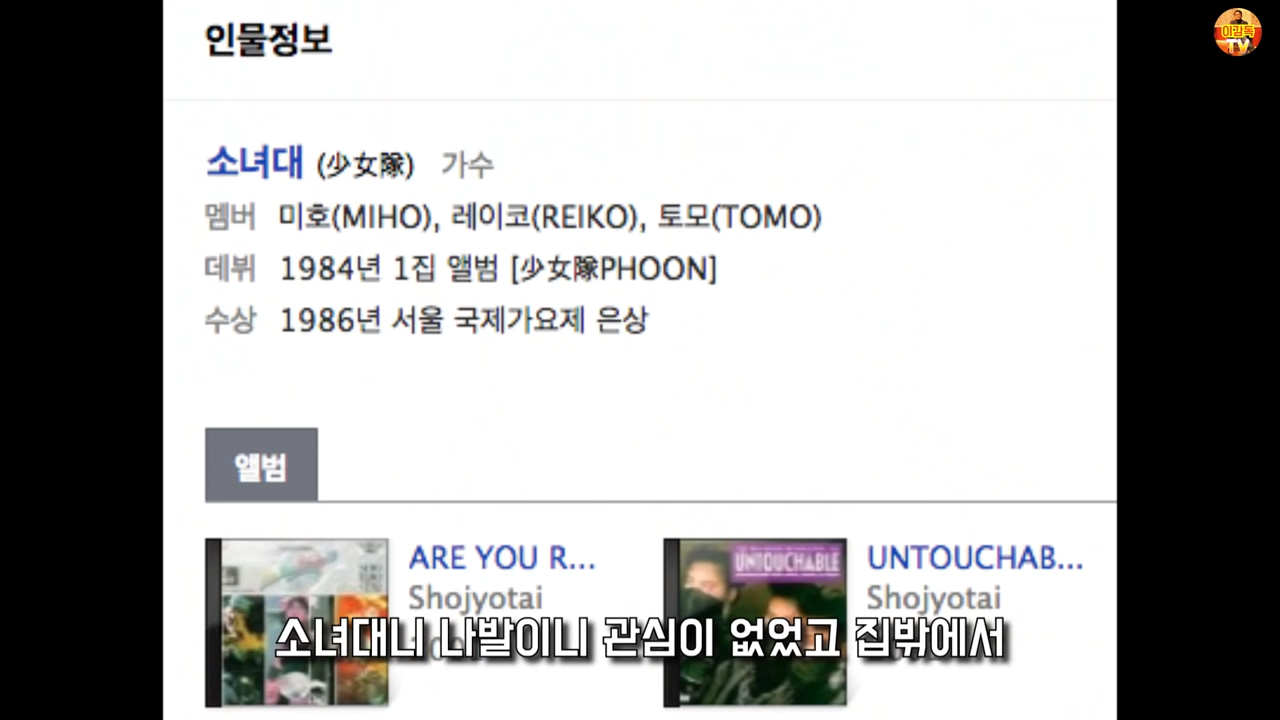 인물정보
이감독
TV
소녀대 (少女隊) 가수
멤버 미호(MIHO), 레이코(REIKO), 토모(TOMO)
데뷔 1984년 1집 앨범 [少女隊PHOON]
수상 1986년 서울 국제가요제 은상
앨범
ARE YOU R...
Shojyotai
UNTOUCHABLE
UNTOUCHAB...
Shojyotai
소녀대니 나발이니 관심이 없었고 집밖에서